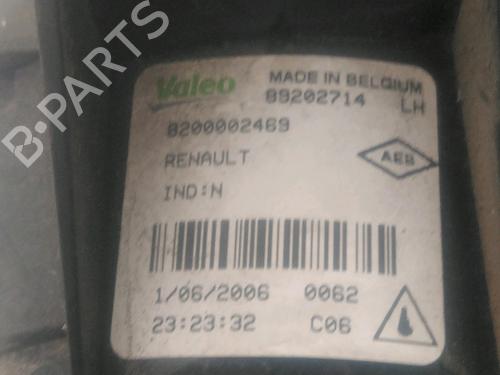 B-PARTS
Valeo
MADE IN BELGIUM
89202714 LH
8200002469
RENAULT
AES
IND:N
1/06/2006 0062
23:23:32 C06